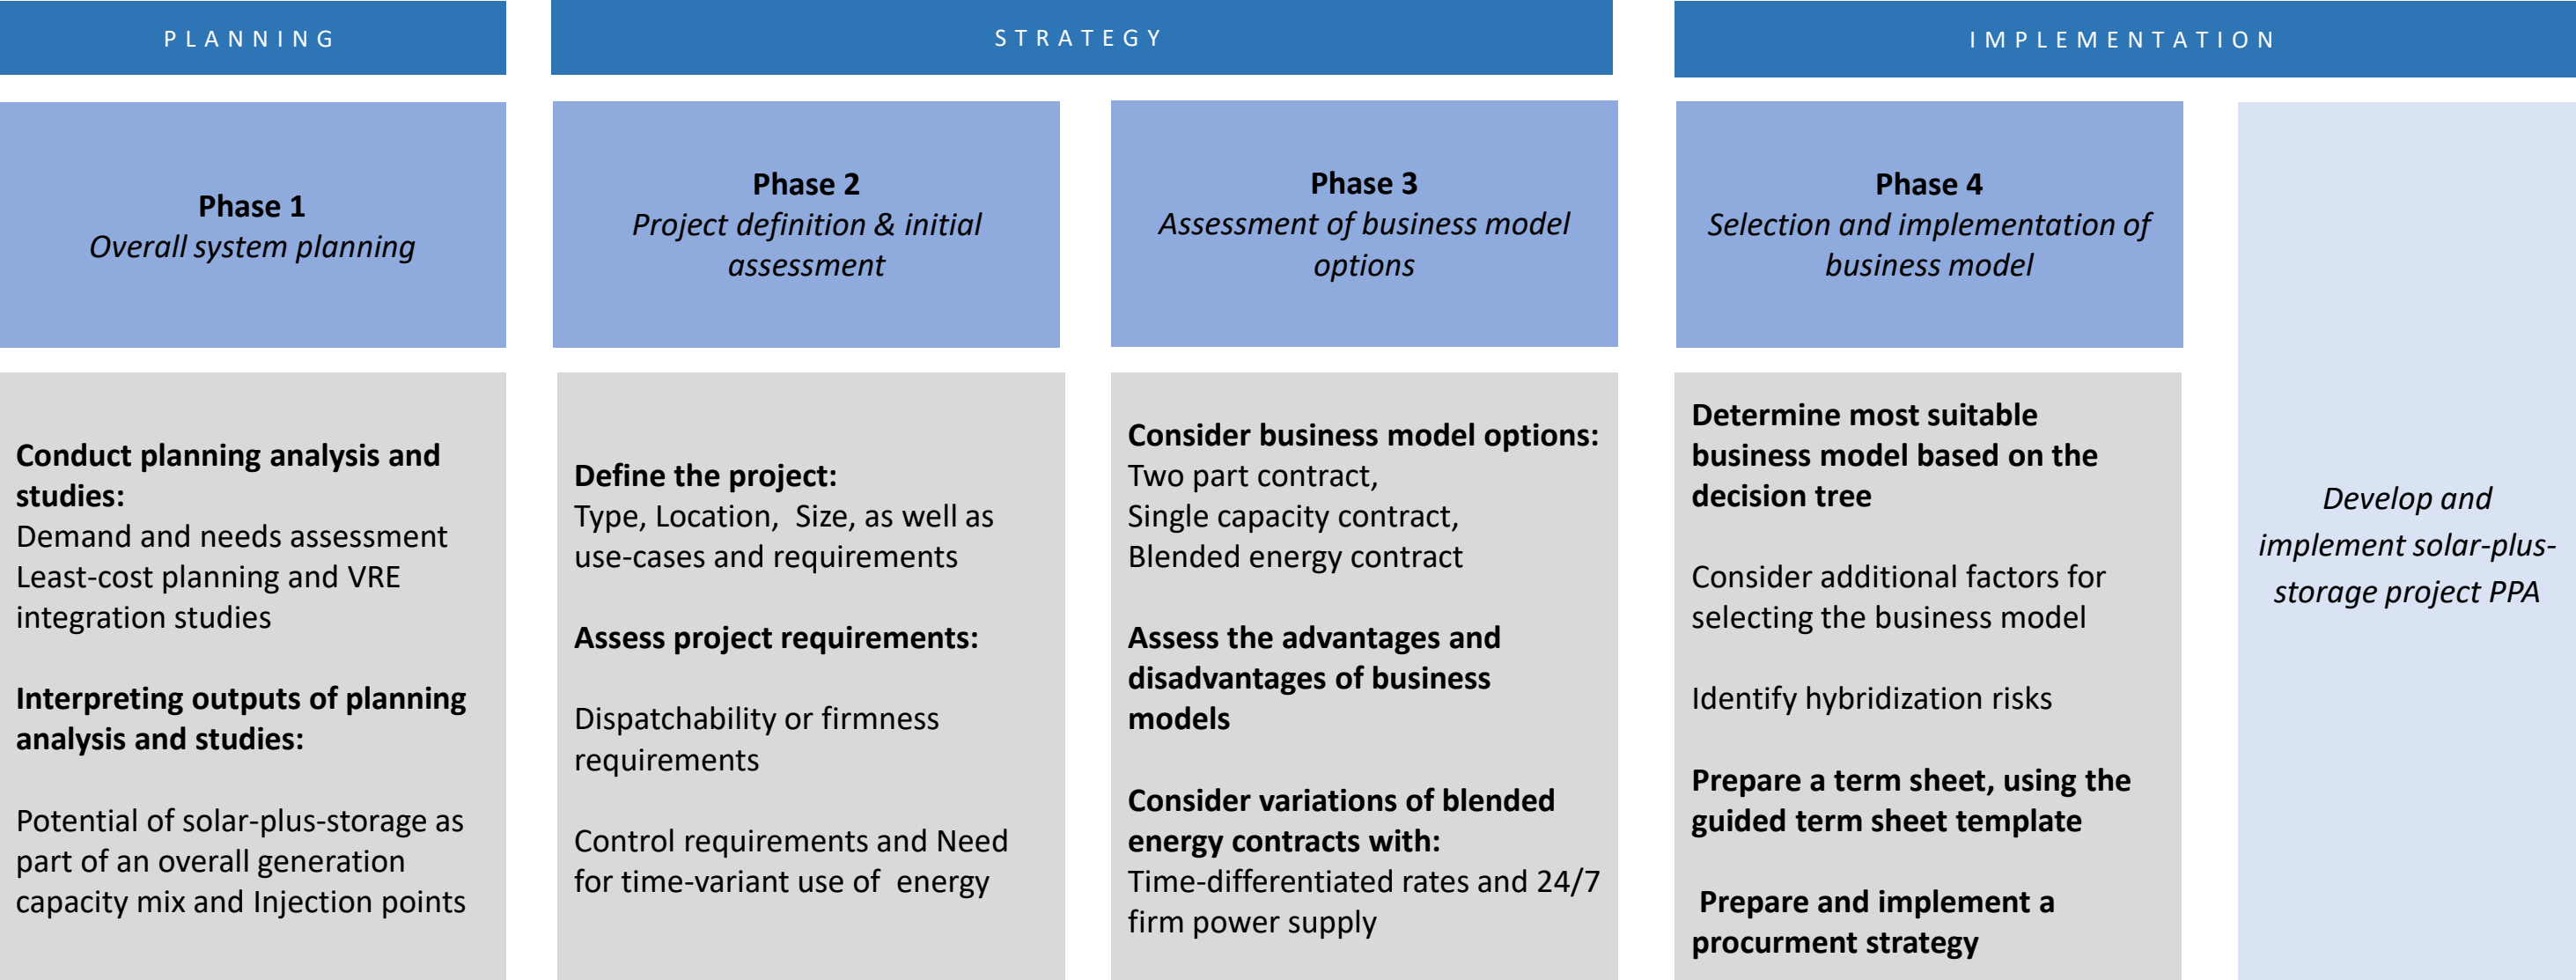 PLANNING
STRATEGY
IMPLEMENTATION
Phase 1
Overall system planning
Phase 2
Project definition & initial
assessment
Phase 3
Assessment of business model
options
Phase 4
Selection and implementation of
business model
Conduct planning analysis and
studies:
Demand and needs assessment
Least-cost planning and VRE
integration studies
Interpreting outputs of planning
analysis and studies:
Potential of solar-plus-storage as
part of an overall generation
capacity mix and Injection points
Define the project:
Type, Location, Size, as well as
use-cases and requirements
Assess project requirements:
Dispatchability or firmness
requirements
Control requirements and Need
for time-variant use of energy
Consider business model options:
Two part contract,
Single capacity contract,
Blended energy contract
Assess the advantages and
disadvantages of business
models
Consider variations of blended
energy contracts with:
Time-differentiated rates and 24/7
firm power supply
Determine most suitable
business model based on the
decision tree
Consider additional factors for
selecting the business model
Identify hybridization risks
Prepare a term sheet, using the
guided term sheet template
Prepare and implement a
procurment strategy
Develop and
implement solar-plus-
storage project PPA